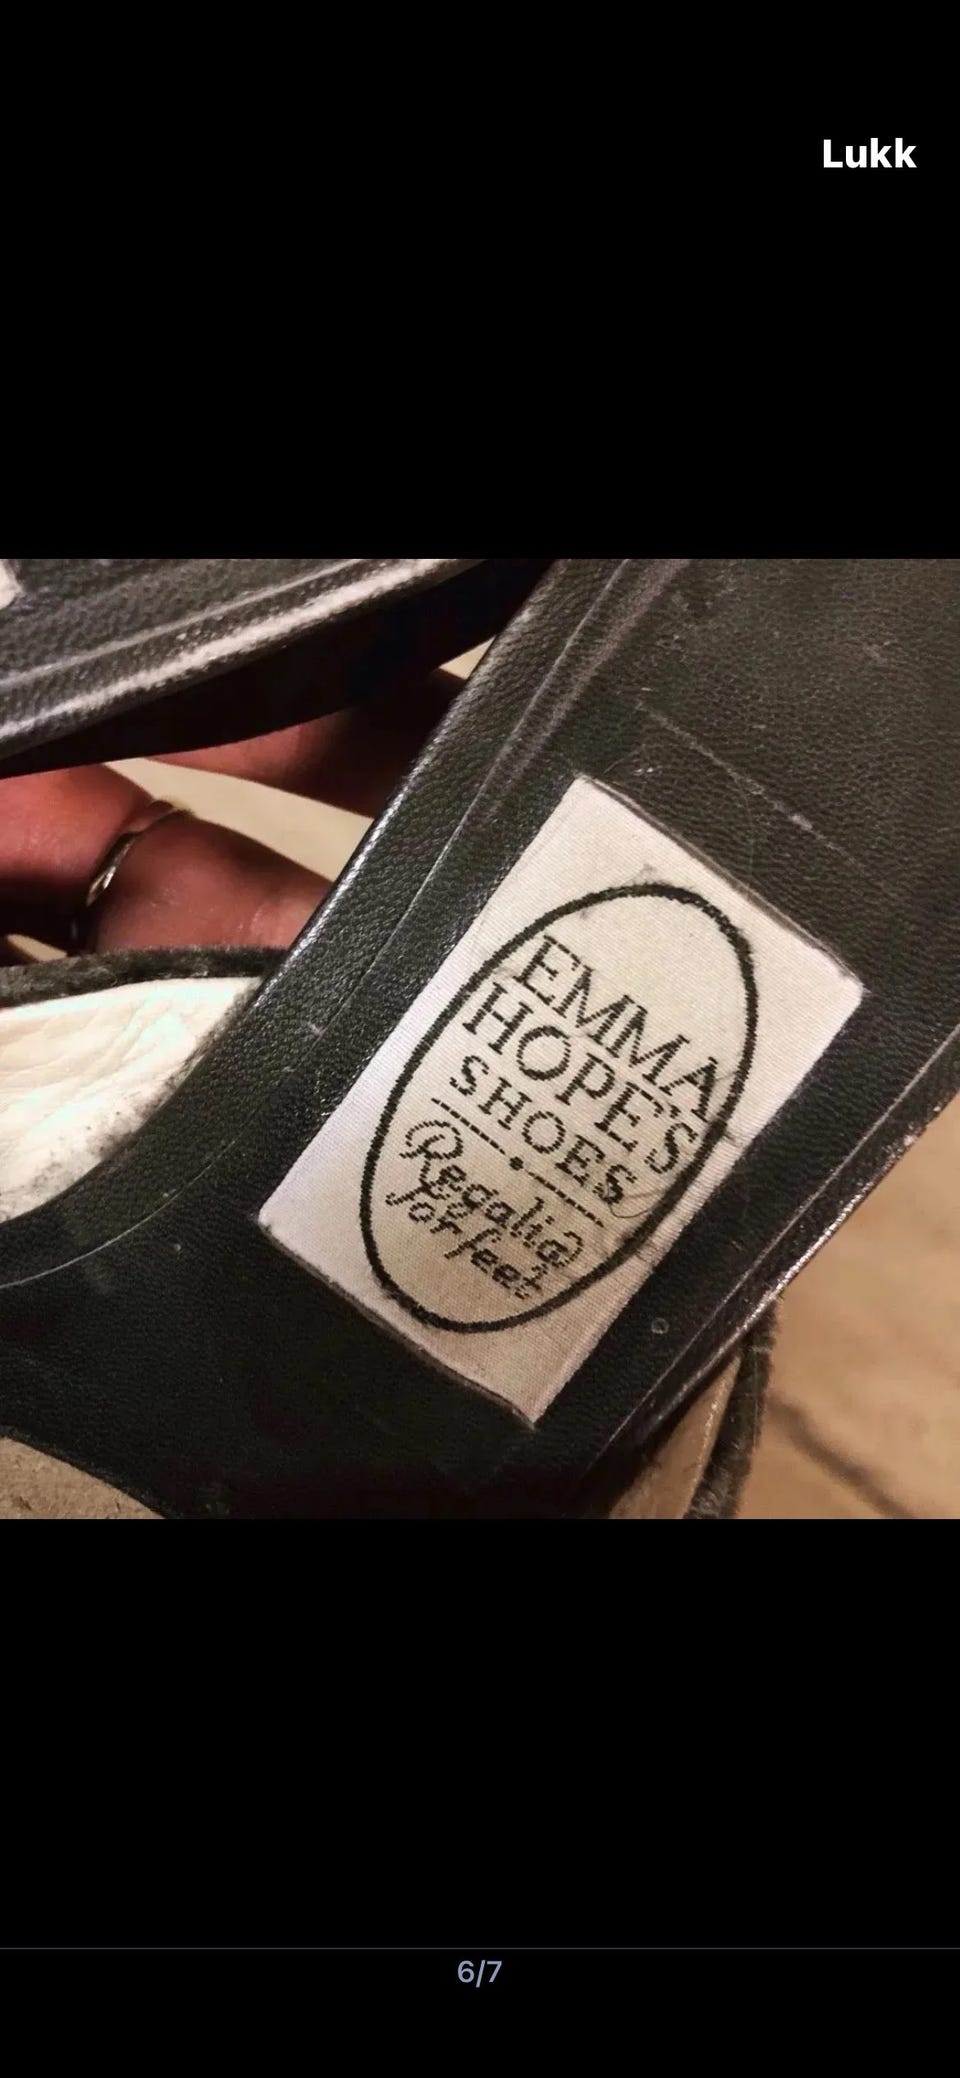 Lukk
EMMA
HOPE'S
SHOES
Regalia
for feet
6/7